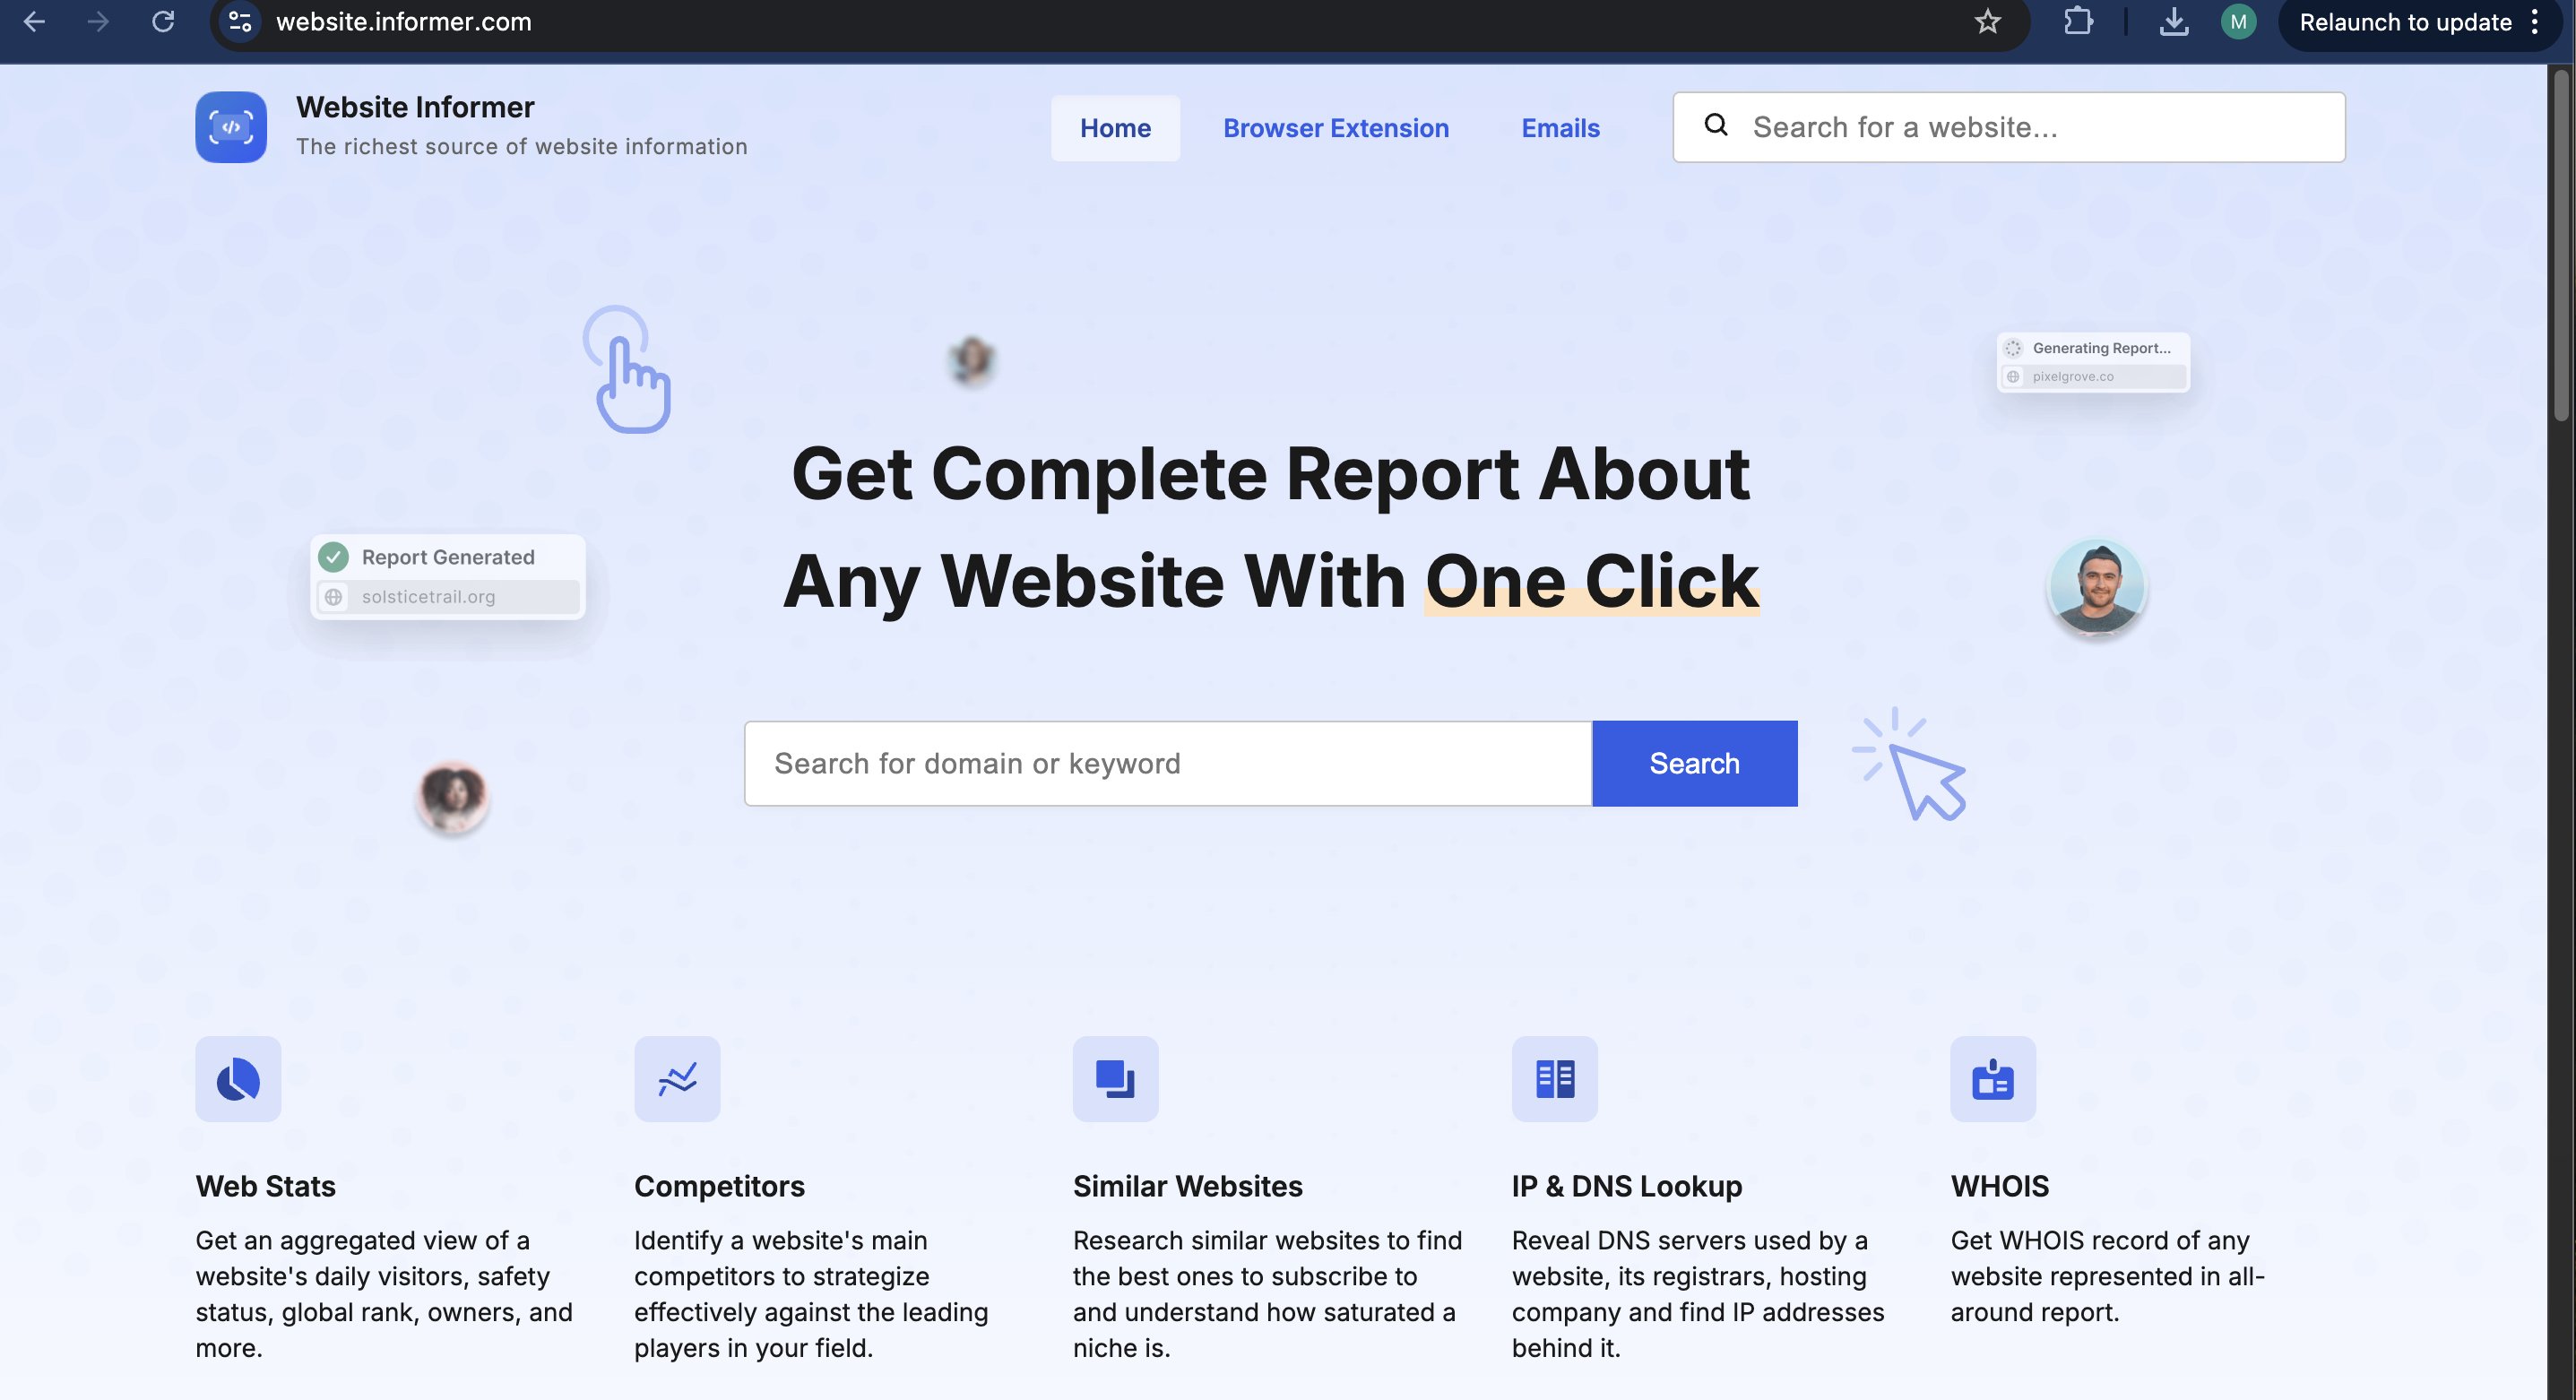 website.informer.com
M
Relaunch to update
Website Informer
The richest source of website information
Home
Browser Extension
Emails
Search for a website...
Generating Report...
pixelgrove.co
Get Complete Report About
Any Website With One Click
Report Generated
solsticetrail.org
Search for domain or keyword
Search
Web Stats
Get an aggregated view of a
website's daily visitors, safety
status, global rank, owners, and
more.
Competitors
Identify a website's main
competitors to strategize
effectively against the leading
players in your field.
Similar Websites
Research similar websites to find
the best ones to subscribe to
and understand how saturated a
niche is.
IP & DNS Lookup
Reveal DNS servers used by a
website, its registrars, hosting
company and find IP addresses
behind it.
WHOIS
Get WHOIS record of any
website represented in all-
around report.